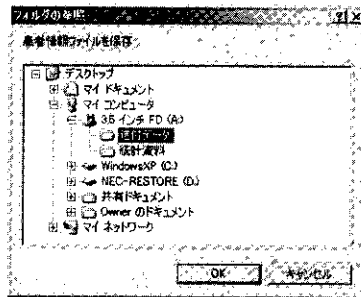 フォルダの参照
患者情報ファイルを保存
デスクトップ
マイ ドキュメント
マイ コンピュータ
3.5 インチ FD (A:)
統計資料
WindowsXP (C:)
NEC-RESTORE (D:)
共有ドキュメント
Owner のドキュメント
マイ ネットワーク
OK
キャンセル